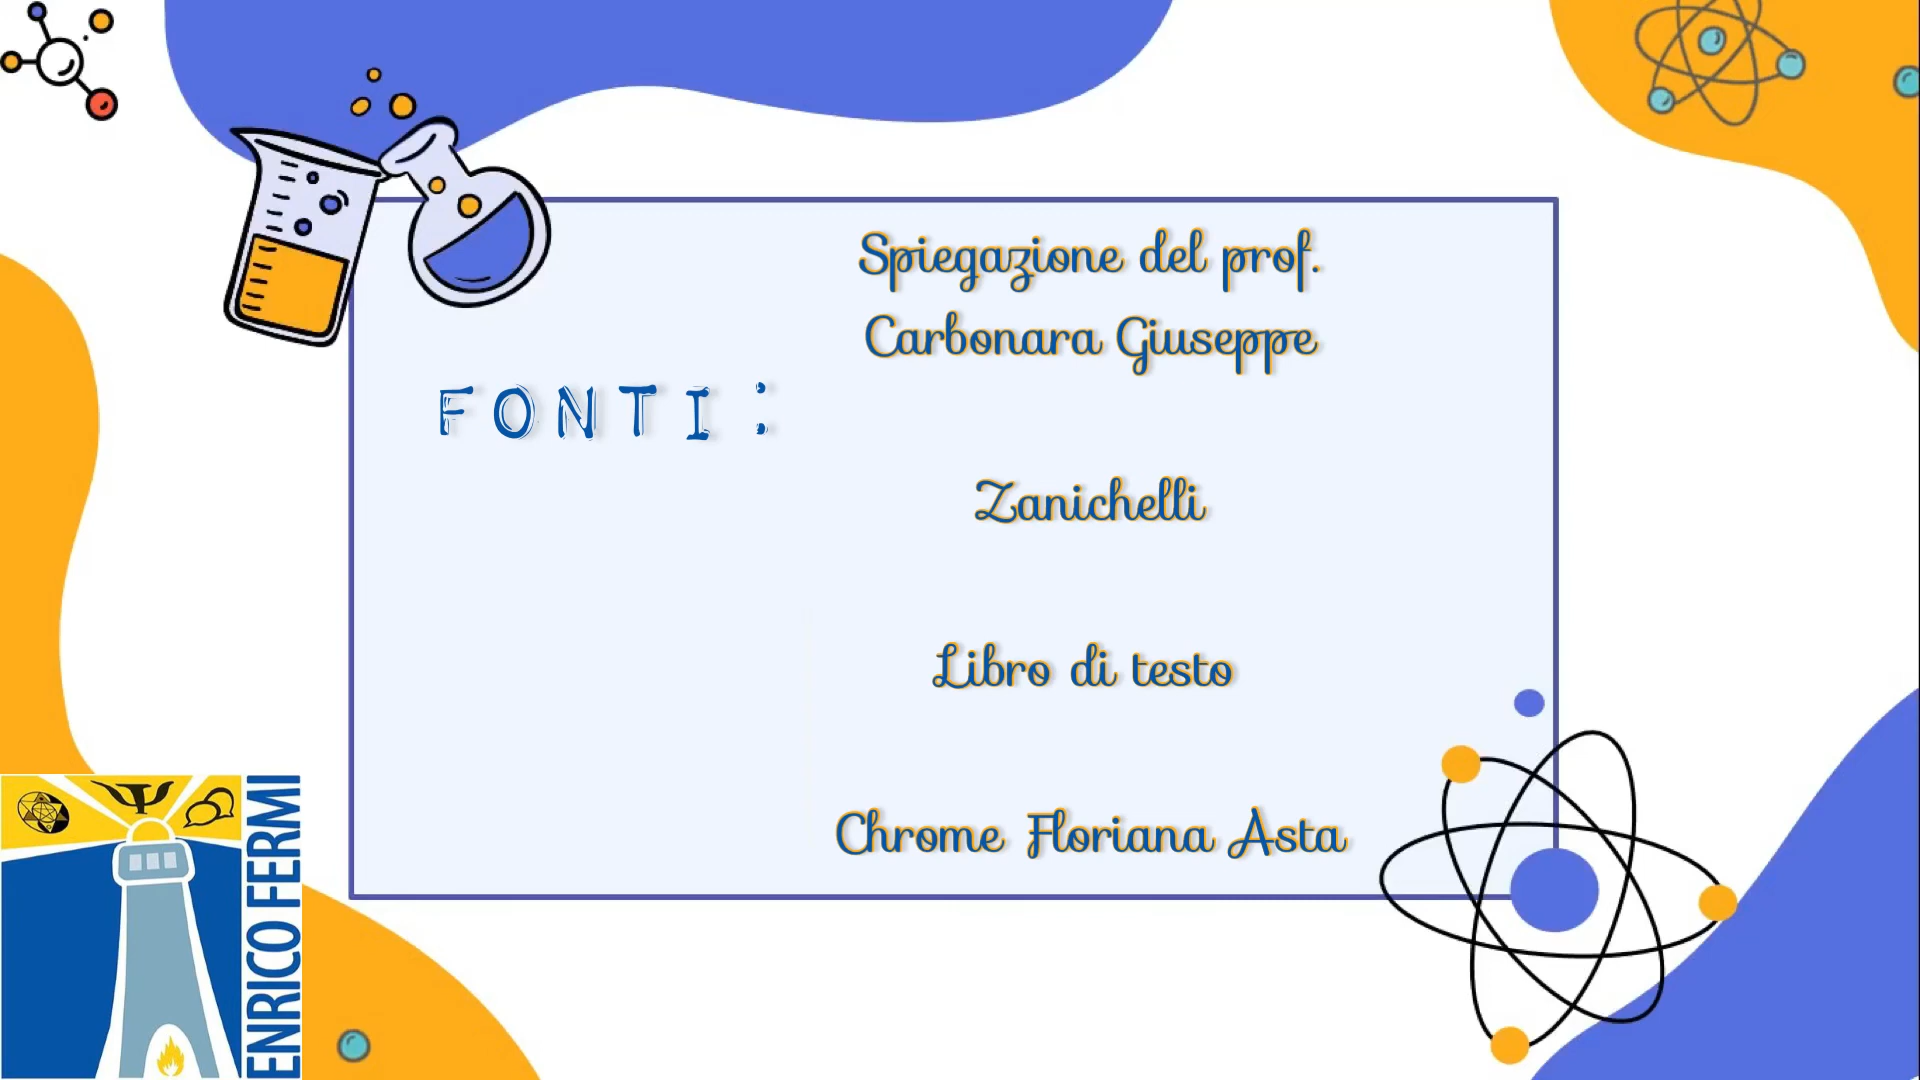 FONTI:
Spiegazione del prof.
Carbonara Giuseppe
Zanichelli
Libro di testo
Chrome Floriana Asta
ENRICO FERMI